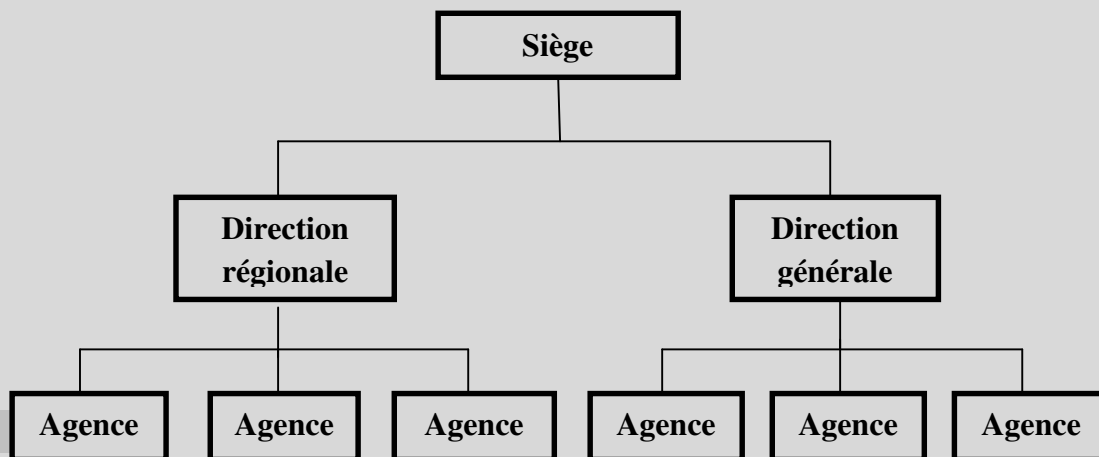 Siège
Direction
régionale
Direction
générale
Agence
Agence
Agence
Agence
Agence
Agence